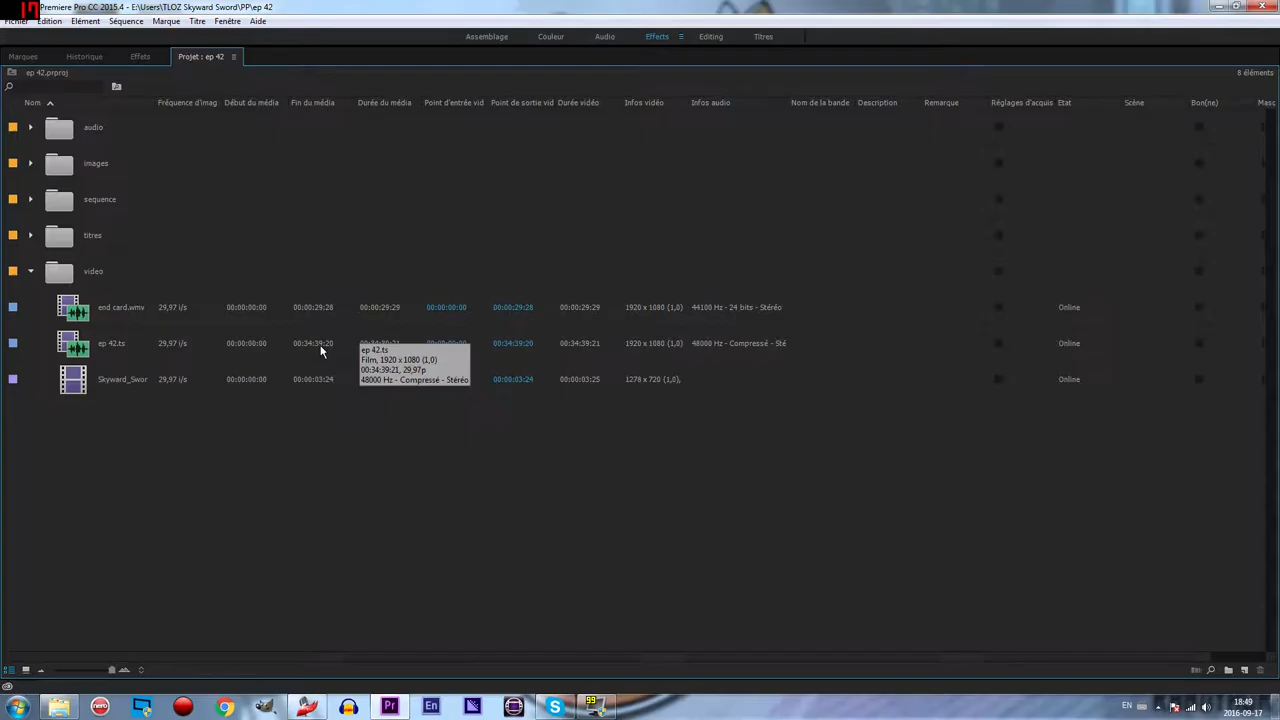 Premiere Pro CC 2015.4 - E:\Users\TLOZ Skyward Sword\PP\ep 42
Fichier Edition Elément Séquence Marque Titre Fenêtre Aide
Assemblage Couleur Audio Effects Editing Titres
Marques Historique Effets Projet : ep 42
ep 42.prproj 8 éléments
Nom Fréquence d'imag Début du média Fin du média Durée du média Point d'entrée vid Point de sortie vid Durée vidéo Infos vidéo Infos audio Nom de la bande Description Remarque Réglages d'acquis Etat Scène Bon(ne) Masc
audio
images
sequence
titres
video
end card.wmv 29,97 i/s 00:00:00:00 00:00:29:28 00:00:29:29 00:00:00:00 00:00:29:28 00:00:29:29 1920 x 1080 (1,0) 44100 Hz - 24 bits - Stéréo Online
ep 42.ts 29,97 i/s 00:00:00:00 00:34:39:20 00:34:39:20 00:34:39:21 1920 x 1080 (1,0) 48000 Hz - Compressé - Sté Online
ep 42.ts
Film, 1920 x 1080 (1,0)
00:34:39:21, 29,97p
48000 Hz - Compressé - Stéréo
Skyward_Swor 29,97 i/s 00:00:00:00 00:00:03:24 00:00:03:24 00:00:03:25 1278 x 720 (1,0), Online
99
EN 18:49
2016-09-17